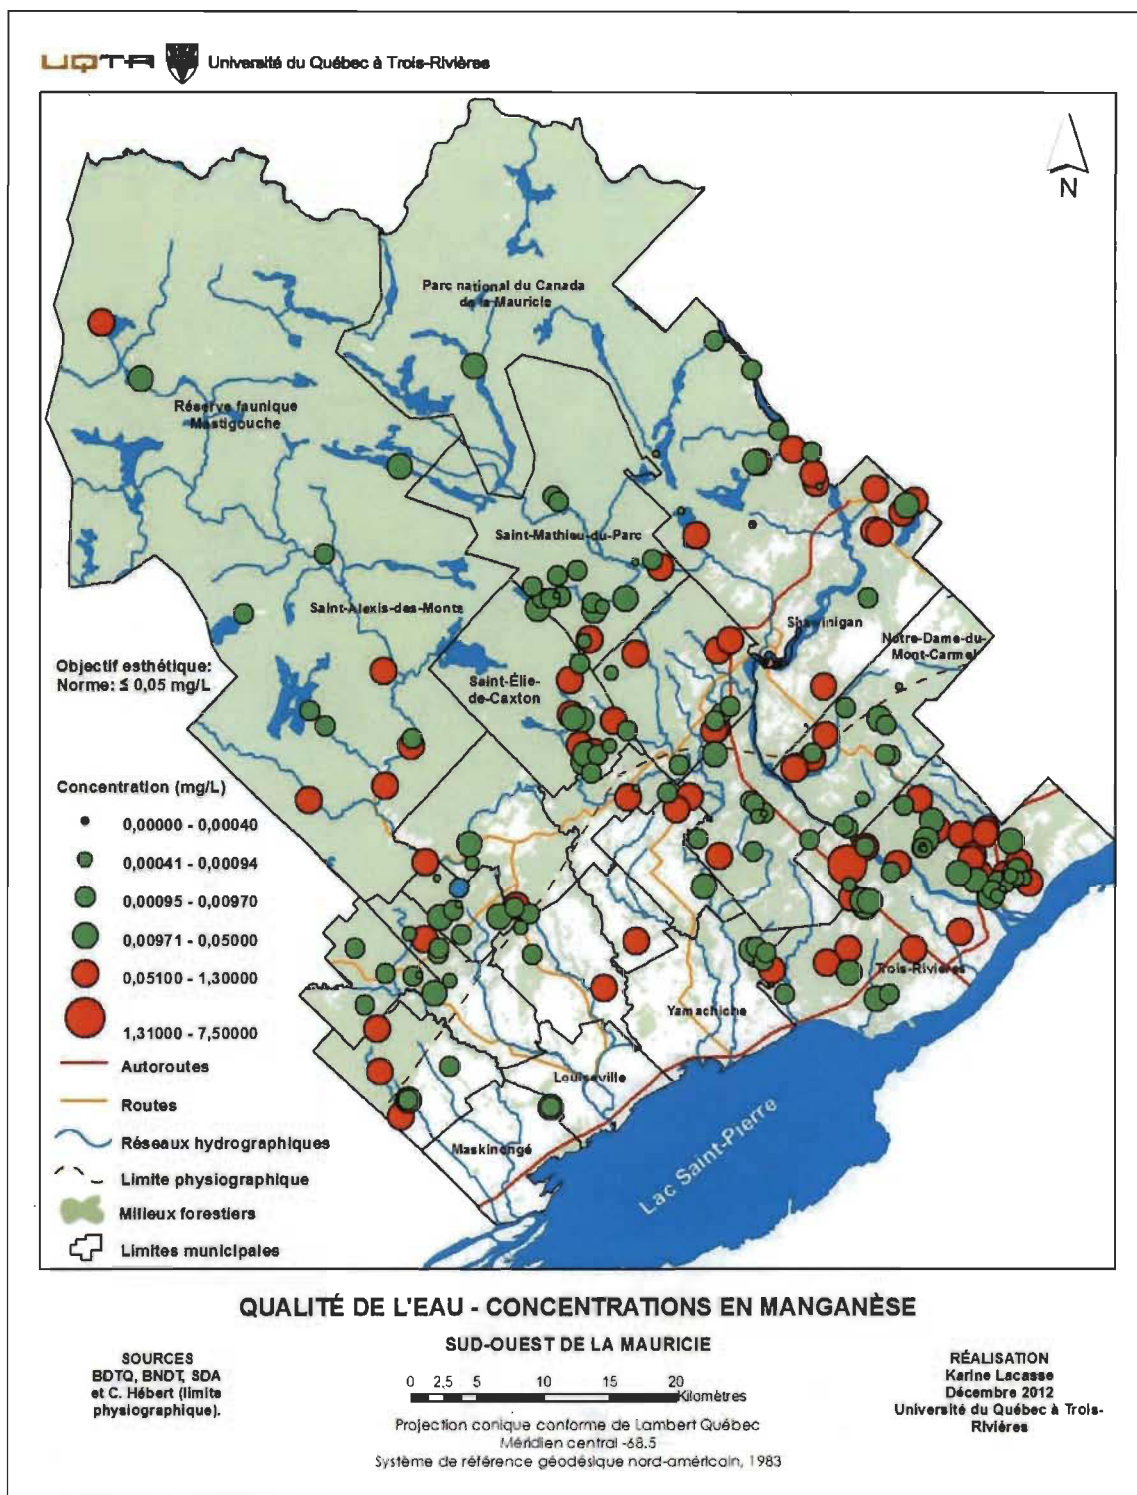 UQTR Université du Québec à Trois-Rivières
N
Parc national du Canada
de la Mauricie
Réserve faunique
Mastigouche
Saint-Mathieu-du-Parc
Saint-Alexis-des-Monts
Shawinigan
Notre-Dame-du-
Mont-Carmel
Objectif esthétique:
Norme: ≤ 0,05 mg/L
Saint-Élie-
de-Caxton
Concentration (mg/L)
0,00000 - 0,00040
0,00041 - 0,00094
0,00095 - 0,00970
0,00971 - 0,05000
0,05100 - 1,30000
1,31000 - 7,50000
Trois-Rivières
Yamachiche
Louiseville
Maskinongé
Lac Saint-Pierre
Autoroutes
Routes
Réseaux hydrographiques
Limite physiographique
Milieux forestiers
Limites municipales
QUALITÉ DE L'EAU - CONCENTRATIONS EN MANGANÈSE
SUD-OUEST DE LA MAURICIE
SOURCES
BDTQ, BNDT, SDA
et C. Hébert (limite
physiographique).
0 2,5 5 10 15 20
Kilomètres
Projection conique conforme de Lambert Québec
Méridien central -68.5
Système de référence géodésique nord-américain, 1983
RÉALISATION
Karine Lacasse
Décembre 2012
Université du Québec à Trois-
Rivières